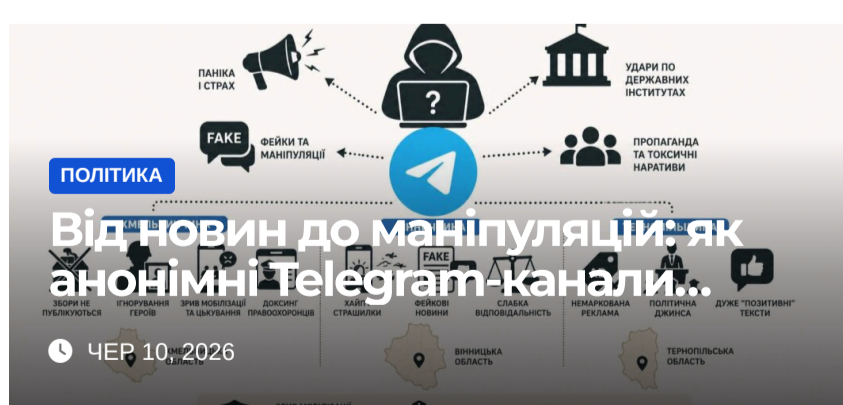 ПАНІКА
І СТРАХ
?
УДАРИ ПО
ДЕРЖАВНИХ
ІНСТИТУТАХ
FAKE
ФЕЙКИ ТА
МАНІПУЛЯЦІЇ
ПРОПАГАНДА
ТА ТОКСИЧНІ
НАРАТИВИ
ПОЛІТИКА
Від новин до маніпуляцій: як
анонімні Telegram-канали...
FAKE
ЗБОРИ НЕ
ПУБЛІКУЮТЬСЯ
ІГНОРУВАННЯ
ГЕРОЇВ
ЗРИВ МОБІЛІЗАЦІЇ
ТА ЦЬКУВАННЯ
ДОКСИНГ
ПРАВООХОРОНЦІВ
ХАЙП І
СТРАШИЛКИ
ФЕЙКОВІ
НОВИНИ
СЛАБКА
ВІДПОВІДАЛЬНІСТЬ
НЕМАРКОВАНА
РЕКЛАМА
ПОЛІТИЧНА
ДЖИНСА
ДУЖЕ "ПОЗИТИВНІ"
ТЕКСТИ
ЧЕР 10, 2026
ОБЛАСТЬ
ВІННИЦЬКА
ОБЛАСТЬ
ТЕРНОПІЛЬСЬКА
ОБЛАСТЬ